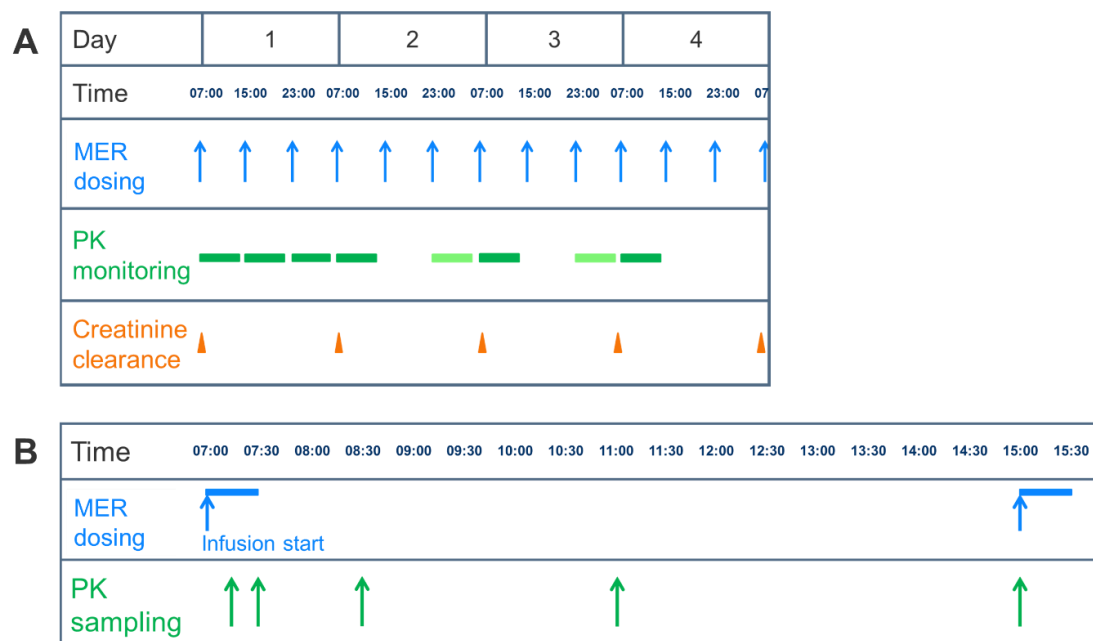 A
Day 1 2 3 4
Time 07:00 15:00 23:00 07:00 15:00 23:00 07:00 15:00 23:00 07:00 15:00 23:00 07
MER
dosing
PK
monitoring
Creatinine
clearance
B
Time 07:00 07:30 08:00 08:30 09:00 09:30 10:00 10:30 11:00 11:30 12:00 12:30 13:00 13:30 14:00 14:30 15:00 15:30
MER
dosing
Infusion start
PK
sampling